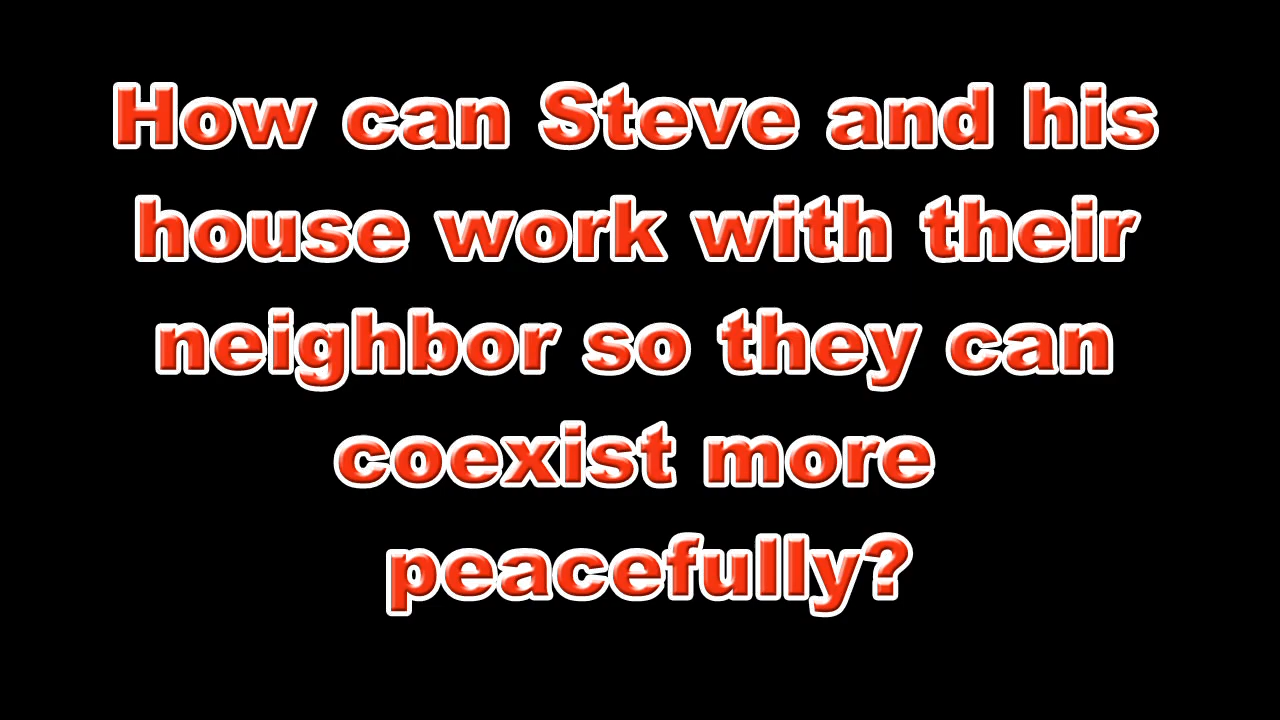 How can Steve and his
house work with their
neighbor so they can
coexist more
peacefully?